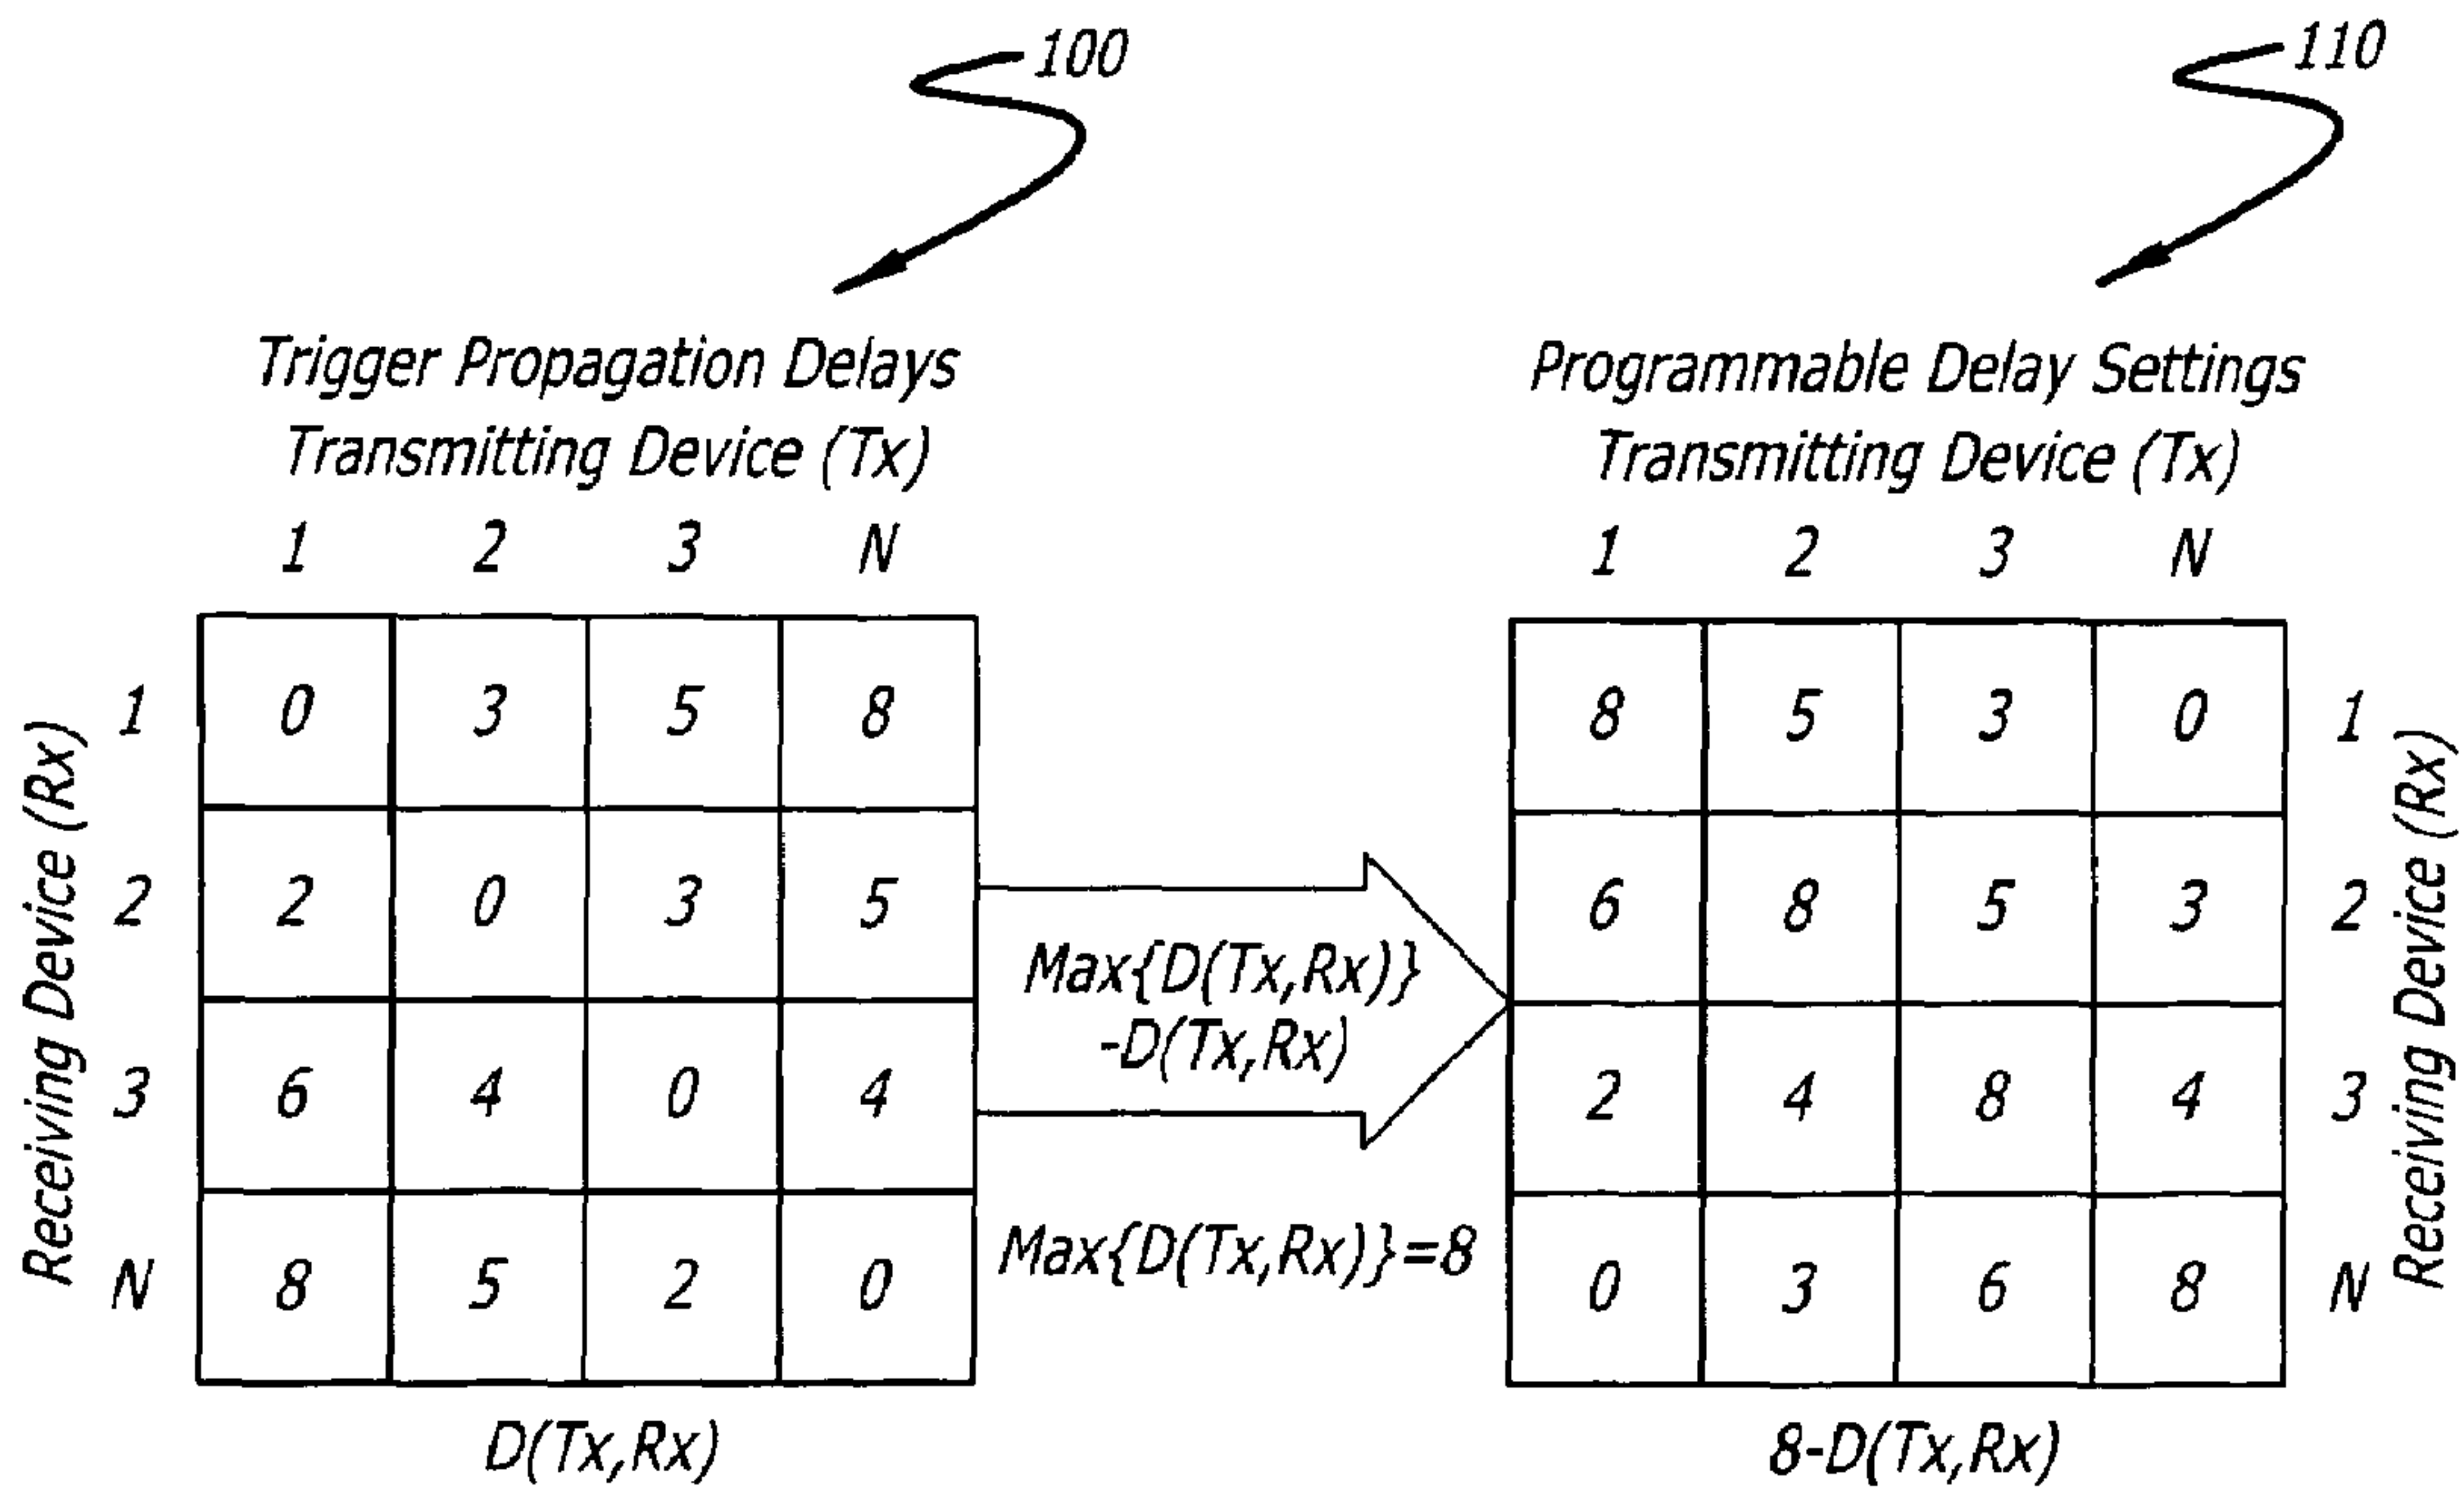 100
110
Trigger Propagation Delays
Transmitting Device (Tx)
1 2 3 N
Receiving Device (Rx)
1 0 3 5 8
2 2 0 3 5
3 6 4 0 4
N 8 5 2 0
D(Tx,Rx)
Max{D(Tx,Rx)}
-D(Tx,Rx)
Max{D(Tx,Rx)}=8
Programmable Delay Settings
Transmitting Device (Tx)
1 2 3 N
8 5 3 0 1
6 8 5 3 2
2 4 8 4 3
0 3 6 8 N
Receiving Device (Rx)
8-D(Tx,Rx)